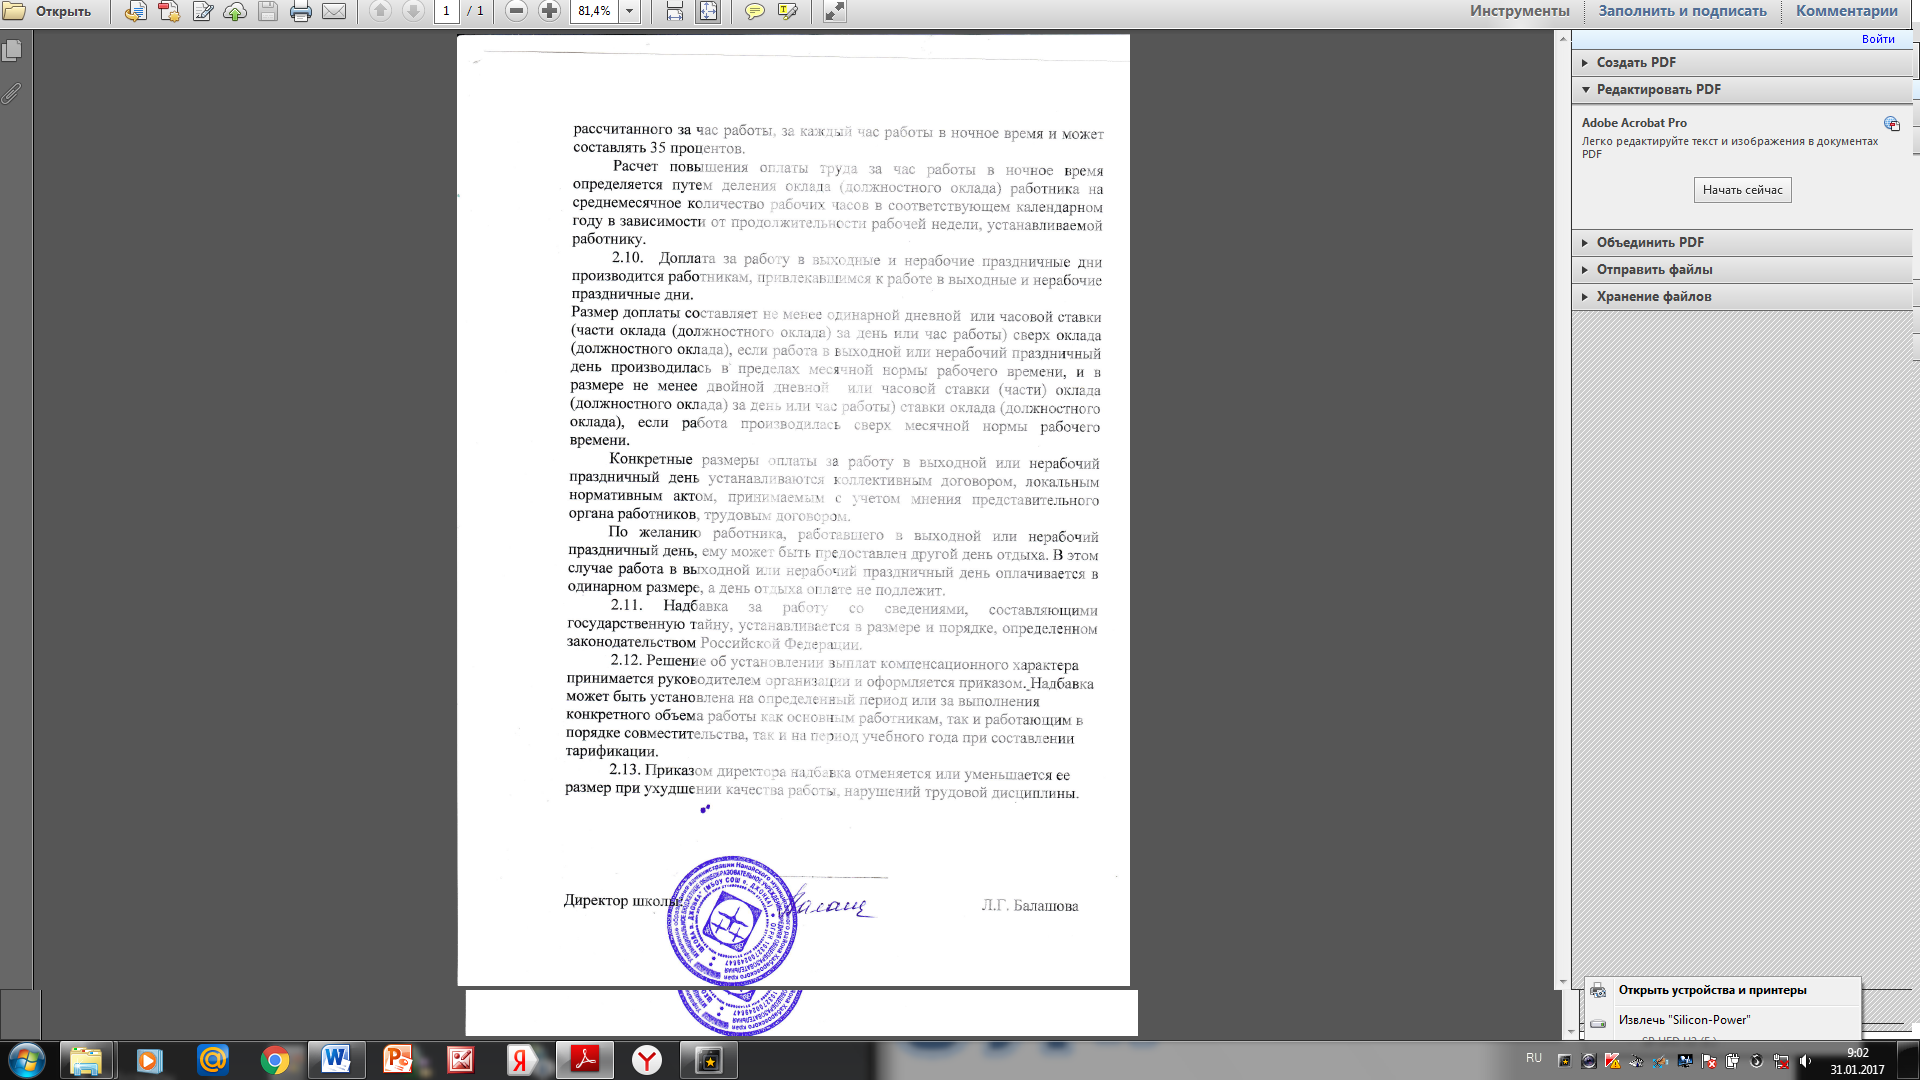 Открыть
1 / 1
81,4%
Инструменты
Заполнить и подписать
Комментарии
Войти
Создать PDF
Редактировать PDF
Adobe Acrobat Pro
Легко редактируйте текст и изображения в документах
PDF
Начать сейчас
Объединить PDF
Отправить файлы
Хранение файлов
рассчитанного за час работы, за каждый час работы в ночное время и может
составлять 35 процентов.
Расчет повышения оплаты труда за час работы в ночное время
определяется путем деления оклада (должностного оклада) работника на
среднемесячное количество рабочих часов в соответствующем календарном
году в зависимости от продолжительности рабочей недели, устанавливаемой
работнику.
2.10. Доплата за работу в выходные и нерабочие праздничные дни
производится работникам, привлекавшимся к работе в выходные и нерабочие
праздничные дни.
Размер доплаты составляет не менее одинарной дневной или часовой ставки
(части оклада (должностного оклада) за день или час работы) сверх оклада
(должностного оклада), если работа в выходной или нерабочий праздничный
день производилась в пределах месячной нормы рабочего времени, и в
размере не менее двойной дневной или часовой ставки (части) оклада
(должностного оклада) за день или час работы) ставки оклада (должностного
оклада), если работа производилась сверх месячной нормы рабочего
времени.
Конкретные размеры оплаты за работу в выходной или нерабочий
праздничный день устанавливаются коллективным договором, локальным
нормативным актом, принимаемым с учетом мнения представительного
органа работников, трудовым договором.
По желанию работника, работавшего в выходной или нерабочий
праздничный день, ему может быть предоставлен другой день отдыха. В этом
случае работа в выходной или нерабочий праздничный день оплачивается в
одинарном размере, а день отдыха оплате не подлежит.
2.11. Надбавка за работу со сведениями, составляющими
государственную тайну, устанавливается в размере и порядке, определенном
законодательством Российской Федерации.
2.12. Решение об установлении выплат компенсационного характера
принимается руководителем организации и оформляется приказом. Надбавка
может быть установлена на определенный период или за выполнения
конкретного объема работы как основным работникам, так и работающим в
порядке совместительства, так и на период учебного года при составлении
тарификации.
2.13. Приказом директора надбавка отменяется или уменьшается ее
размер при ухудшении качества работы, нарушений трудовой дисциплины.
Директор школы:
Л.Г. Балашова
Открыть устройства и принтеры
Извлечь "Silicon-Power"
RU
9:02
31.01.2017